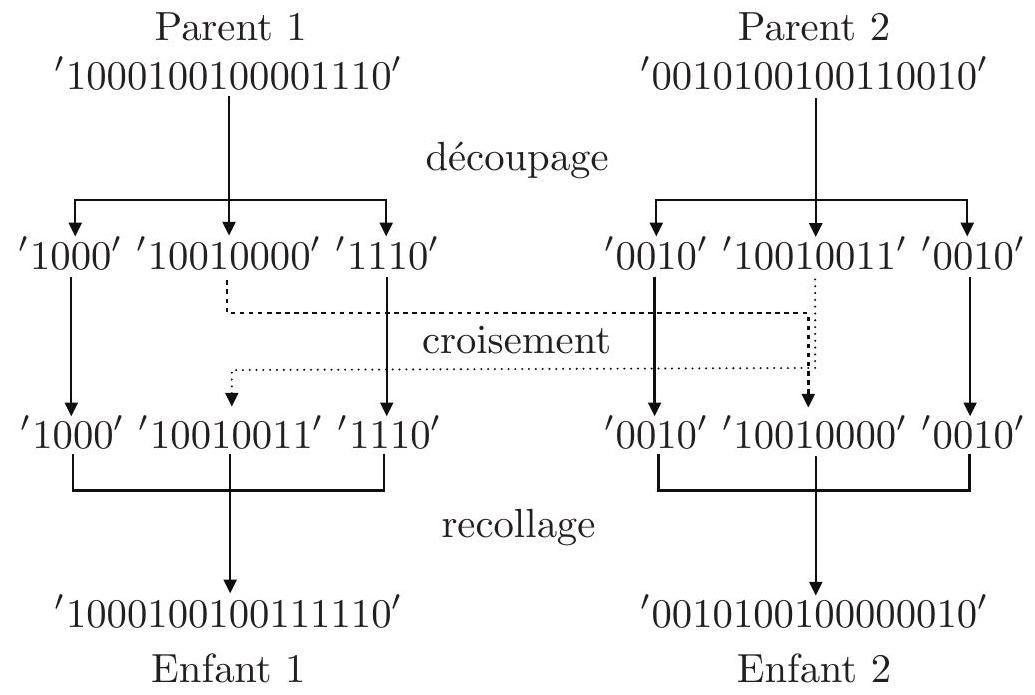 Parent 1 Parent 2
'1000100100001110' '0010100100110010'
découpage
'1000' '10010000' '1110' '0010' '10010011' '0010'
croisement
'1000' '10010011' '1110' '0010' '10010000' '0010'
recollage
'1000100100111110' '0010100100000010'
Enfant 1 Enfant 2